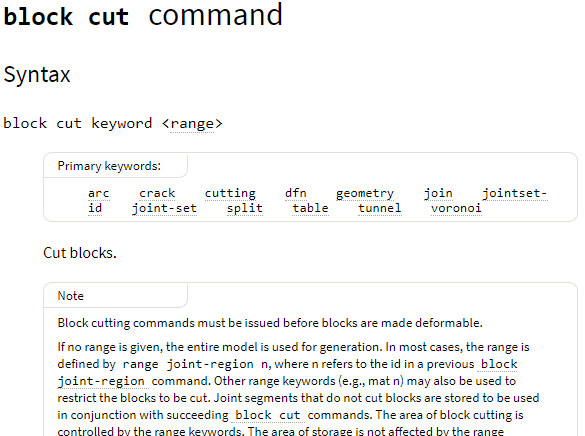 block cut command
Syntax
block cut keyword <range>
Primary keywords:
arc crack cutting dfn geometry join jointset-
id joint-set split table tunnel voronoi
Cut blocks.
Note
Block cutting commands must be issued before blocks are made deformable.
If no range is given, the entire model is used for generation. In most cases, the range is
defined by range joint-region n, where n refers to the id in a previous block
joint-region command. Other range keywords (e.g., mat n) may also be used to
restrict the blocks to be cut. Joint segments that do not cut blocks are stored to be used
in conjunction with succeeding block cut commands. The area of block cutting is
controlled by the range keywords. The area of storage is not affected by the range